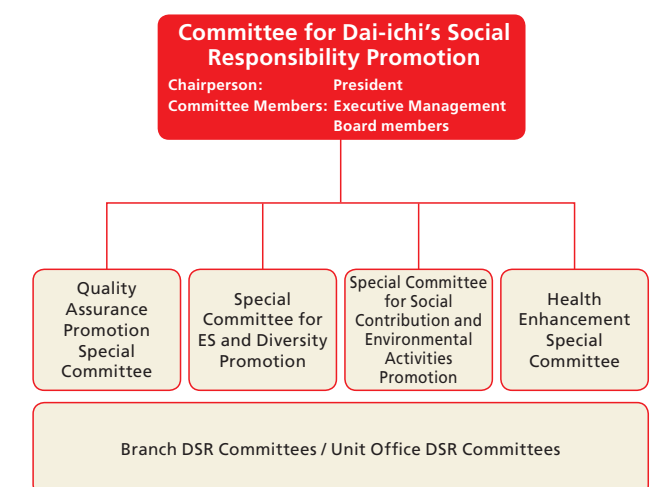 Committee for Dai-ichi's Social
Responsibility Promotion
Chairperson: President
Committee Members: Executive Management
Board members
Quality
Assurance
Promotion
Special
Committee
Special
Committee for
ES and Diversity
Promotion
Special Committee
for Social
Contribution and
Environmental
Activities
Promotion
Health
Enhancement
Special
Committee
Branch DSR Committees / Unit Office DSR Committees